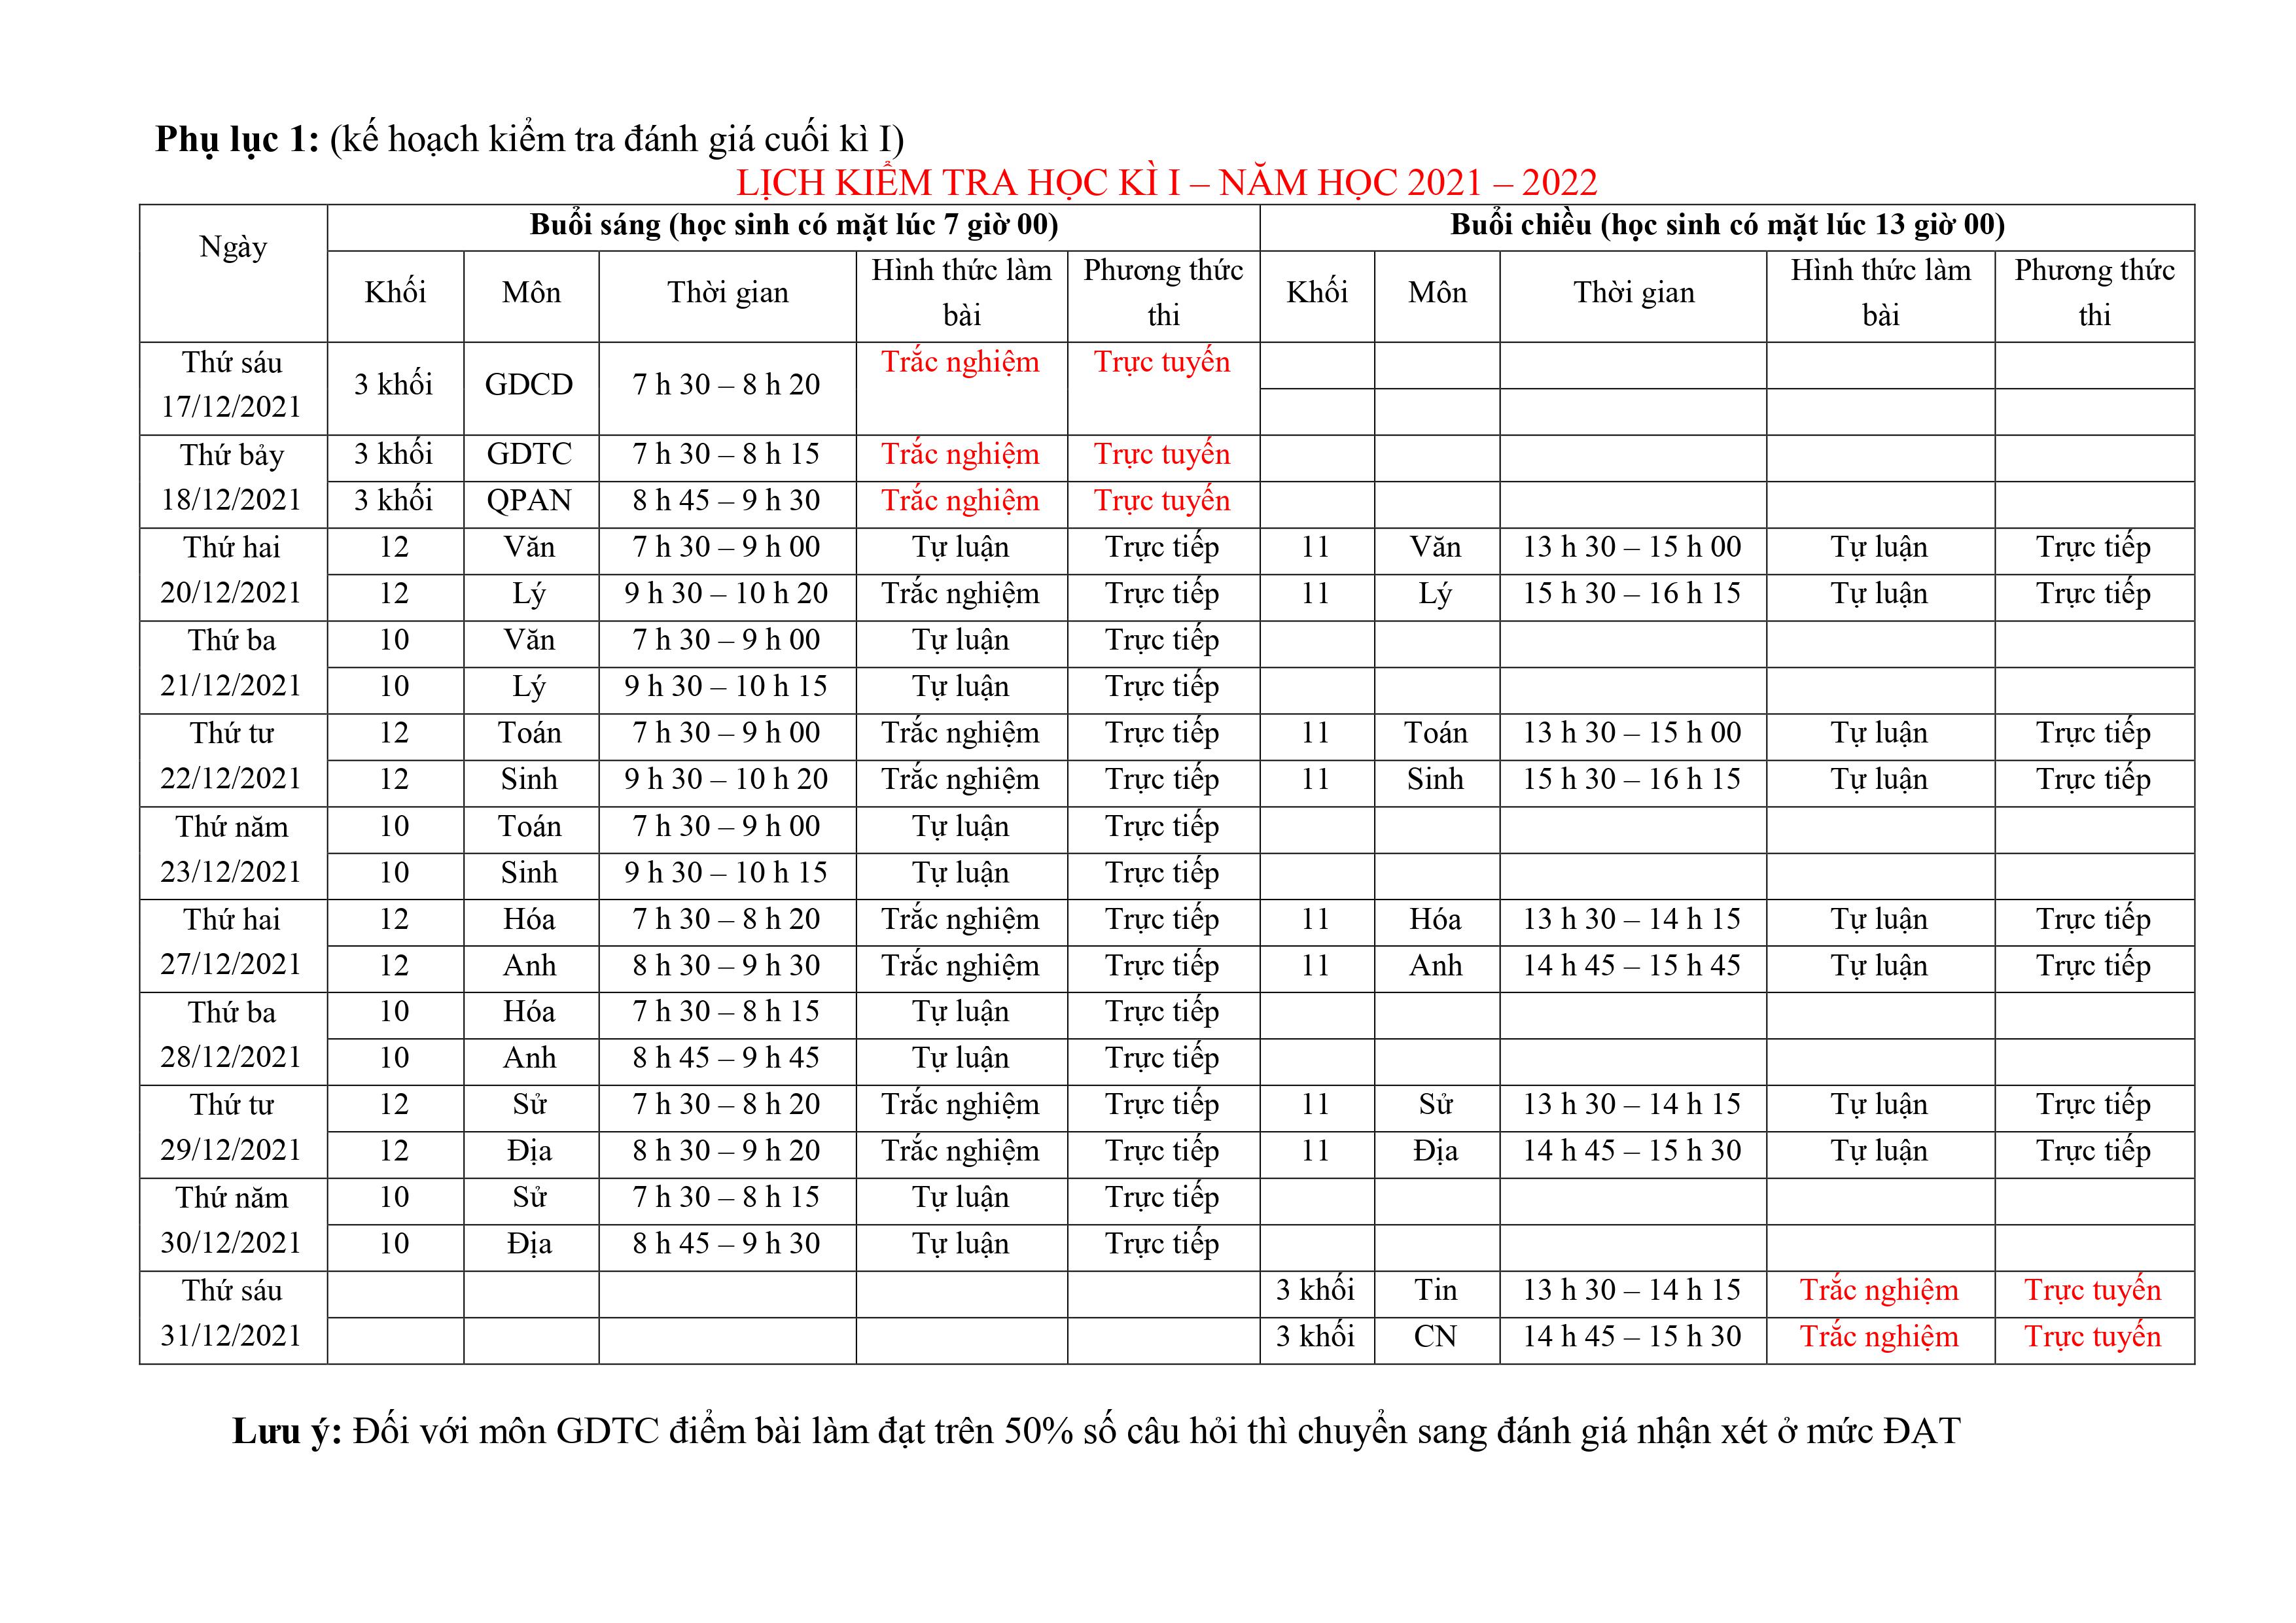 Phụ lục 1: (kế hoạch kiểm tra đánh giá cuối kì I)
LỊCH KIỂM TRA HỌC KÌ I – NĂM HỌC 2021 – 2022
Ngày Buổi sáng (học sinh có mặt lúc 7 giờ 00) Buổi chiều (học sinh có mặt lúc 13 giờ 00)
Khối Môn Thời gian Hình thức làm bài Phương thức thi Khối Môn Thời gian Hình thức làm bài Phương thức thi
Thứ sáu 17/12/2021 3 khối GDCD 7 h 30 – 8 h 20 Trắc nghiệm Trực tuyến
Thứ bảy 3 khối GDTC 7 h 30 – 8 h 15 Trắc nghiệm Trực tuyến
18/12/2021 3 khối QPAN 8 h 45 – 9 h 30 Trắc nghiệm Trực tuyến
Thứ hai 12 Văn 7 h 30 – 9 h 00 Tự luận Trực tiếp 11 Văn 13 h 30 – 15 h 00 Tự luận Trực tiếp
20/12/2021 12 Lý 9 h 30 – 10 h 20 Trắc nghiệm Trực tiếp 11 Lý 15 h 30 – 16 h 15 Tự luận Trực tiếp
Thứ ba 10 Văn 7 h 30 – 9 h 00 Tự luận Trực tiếp
21/12/2021 10 Lý 9 h 30 – 10 h 15 Tự luận Trực tiếp
Thứ tư 12 Toán 7 h 30 – 9 h 00 Trắc nghiệm Trực tiếp 11 Toán 13 h 30 – 15 h 00 Tự luận Trực tiếp
22/12/2021 12 Sinh 9 h 30 – 10 h 20 Trắc nghiệm Trực tiếp 11 Sinh 15 h 30 – 16 h 15 Tự luận Trực tiếp
Thứ năm 10 Toán 7 h 30 – 9 h 00 Tự luận Trực tiếp
23/12/2021 10 Sinh 9 h 30 – 10 h 15 Tự luận Trực tiếp
Thứ hai 12 Hóa 7 h 30 – 8 h 20 Trắc nghiệm Trực tiếp 11 Hóa 13 h 30 – 14 h 15 Tự luận Trực tiếp
27/12/2021 12 Anh 8 h 30 – 9 h 30 Trắc nghiệm Trực tiếp 11 Anh 14 h 45 – 15 h 45 Tự luận Trực tiếp
Thứ ba 10 Hóa 7 h 30 – 8 h 15 Tự luận Trực tiếp
28/12/2021 10 Anh 8 h 45 – 9 h 45 Tự luận Trực tiếp
Thứ tư 12 Sử 7 h 30 – 8 h 20 Trắc nghiệm Trực tiếp 11 Sử 13 h 30 – 14 h 15 Tự luận Trực tiếp
29/12/2021 12 Địa 8 h 30 – 9 h 20 Trắc nghiệm Trực tiếp 11 Địa 14 h 45 – 15 h 30 Tự luận Trực tiếp
Thứ năm 10 Sử 7 h 30 – 8 h 15 Tự luận Trực tiếp
30/12/2021 10 Địa 8 h 45 – 9 h 30 Tự luận Trực tiếp
Thứ sáu 3 khối Tin 13 h 30 – 14 h 15 Trắc nghiệm Trực tuyến
31/12/2021 3 khối CN 14 h 45 – 15 h 30 Trắc nghiệm Trực tuyến
Lưu ý: Đối với môn GDTC điểm bài làm đạt trên 50% số câu hỏi thì chuyển sang đánh giá nhận xét ở mức ĐẠT